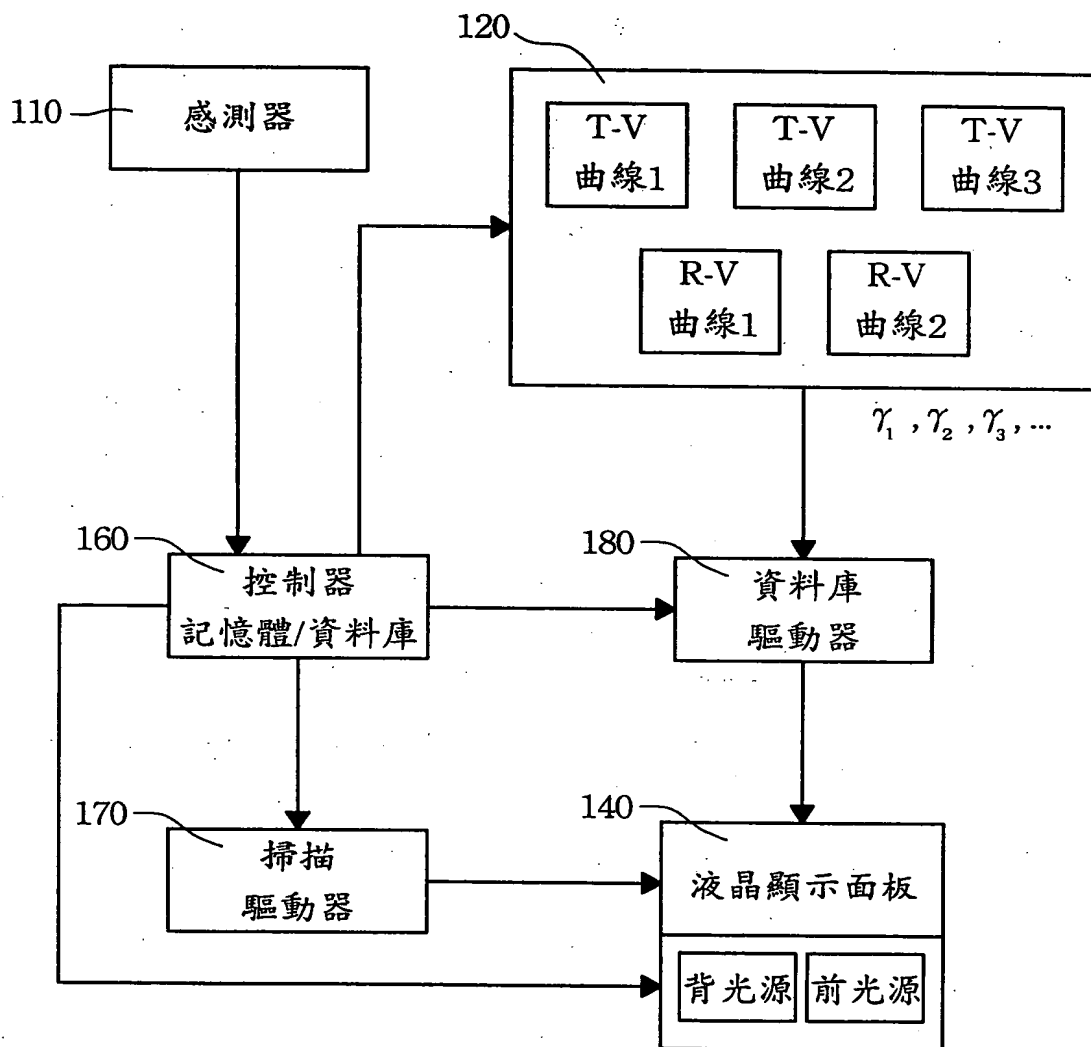 120
110
感測器
T-V
曲線1
T-V
曲線2
T-V
曲線3
R-V
曲線1
R-V
曲線2
γ₁ , γ₂ , γ₃ , ...
160
控制器
記憶體/資料庫
180
資料庫
驅動器
170
掃描
驅動器
140
液晶顯示面板
背光源
前光源